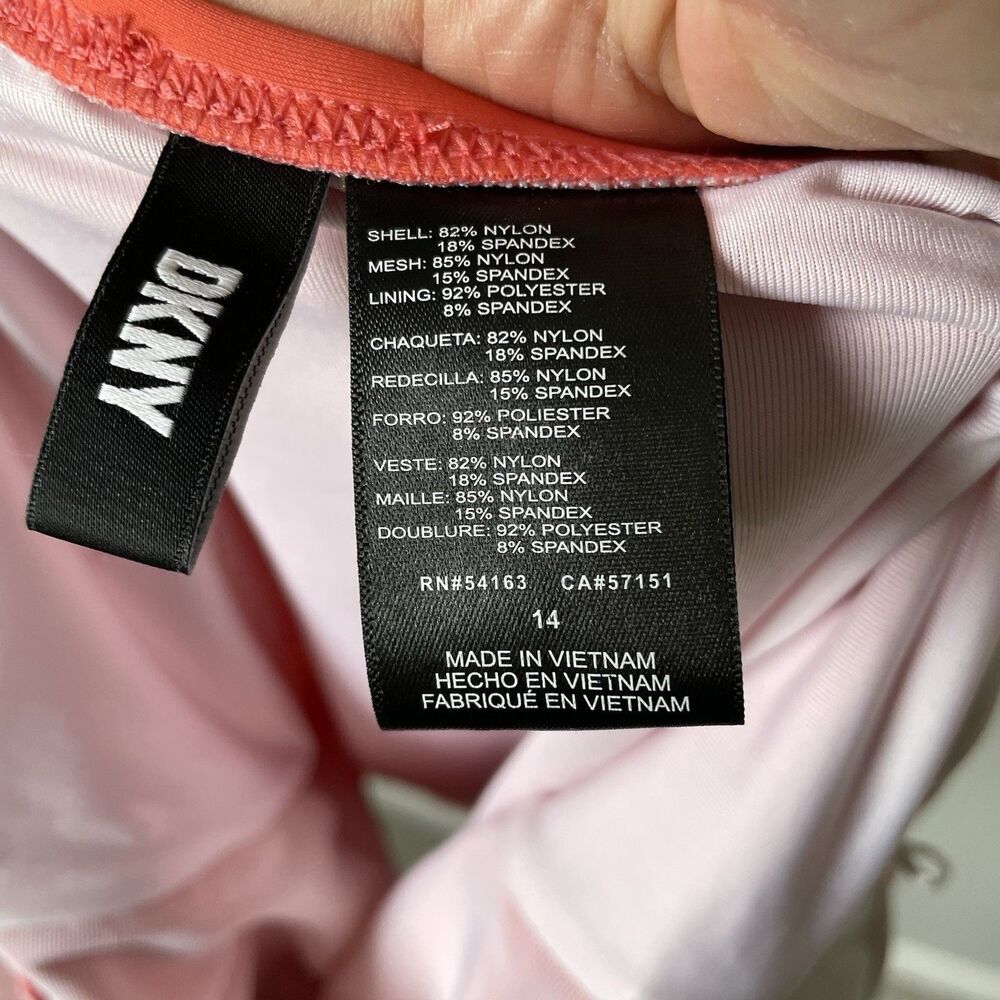 DKNY
SHELL: 82% NYLON
18% SPANDEX
MESH: 85% NYLON
15% SPANDEX
LINING: 92% POLYESTER
8% SPANDEX
CHAQUETA: 82% NYLON
18% SPANDEX
REDECILLA: 85% NYLON
15% SPANDEX
FORRO: 92% POLIESTER
8% SPANDEX
VESTE: 82% NYLON
18% SPANDEX
MAILLE: 85% NYLON
15% SPANDEX
DOUBLURE: 92% POLYESTER
8% SPANDEX
RN#54163 CA#57151
14
MADE IN VIETNAM
HECHO EN VIETNAM
FABRIQUÉ EN VIETNAM